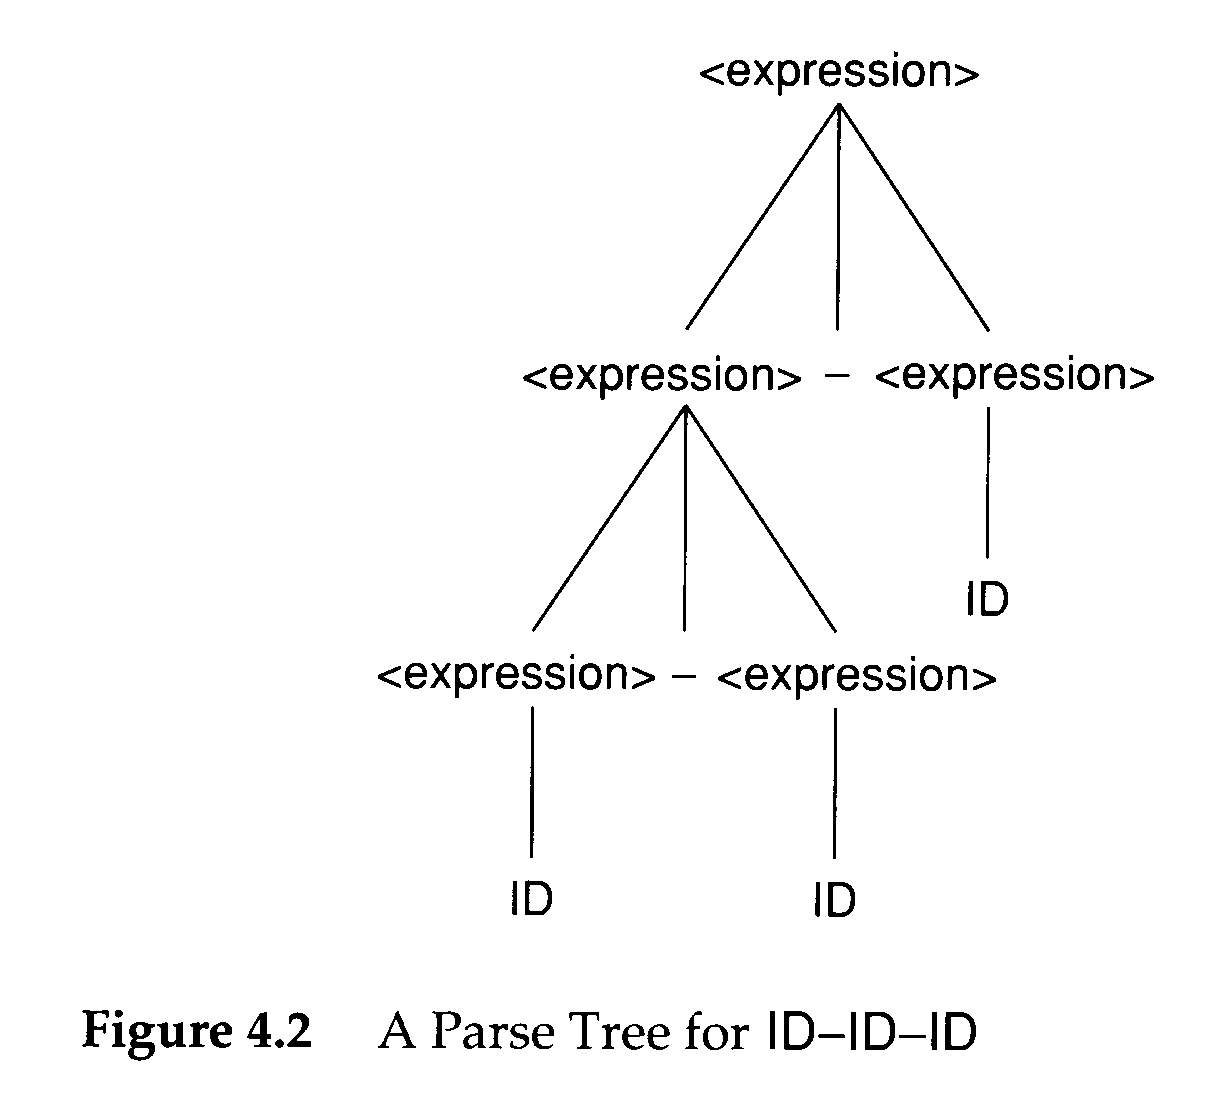 <expression>
<expression> – <expression>
ID
<expression> – <expression>
ID ID
Figure 4.2 A Parse Tree for ID–ID–ID